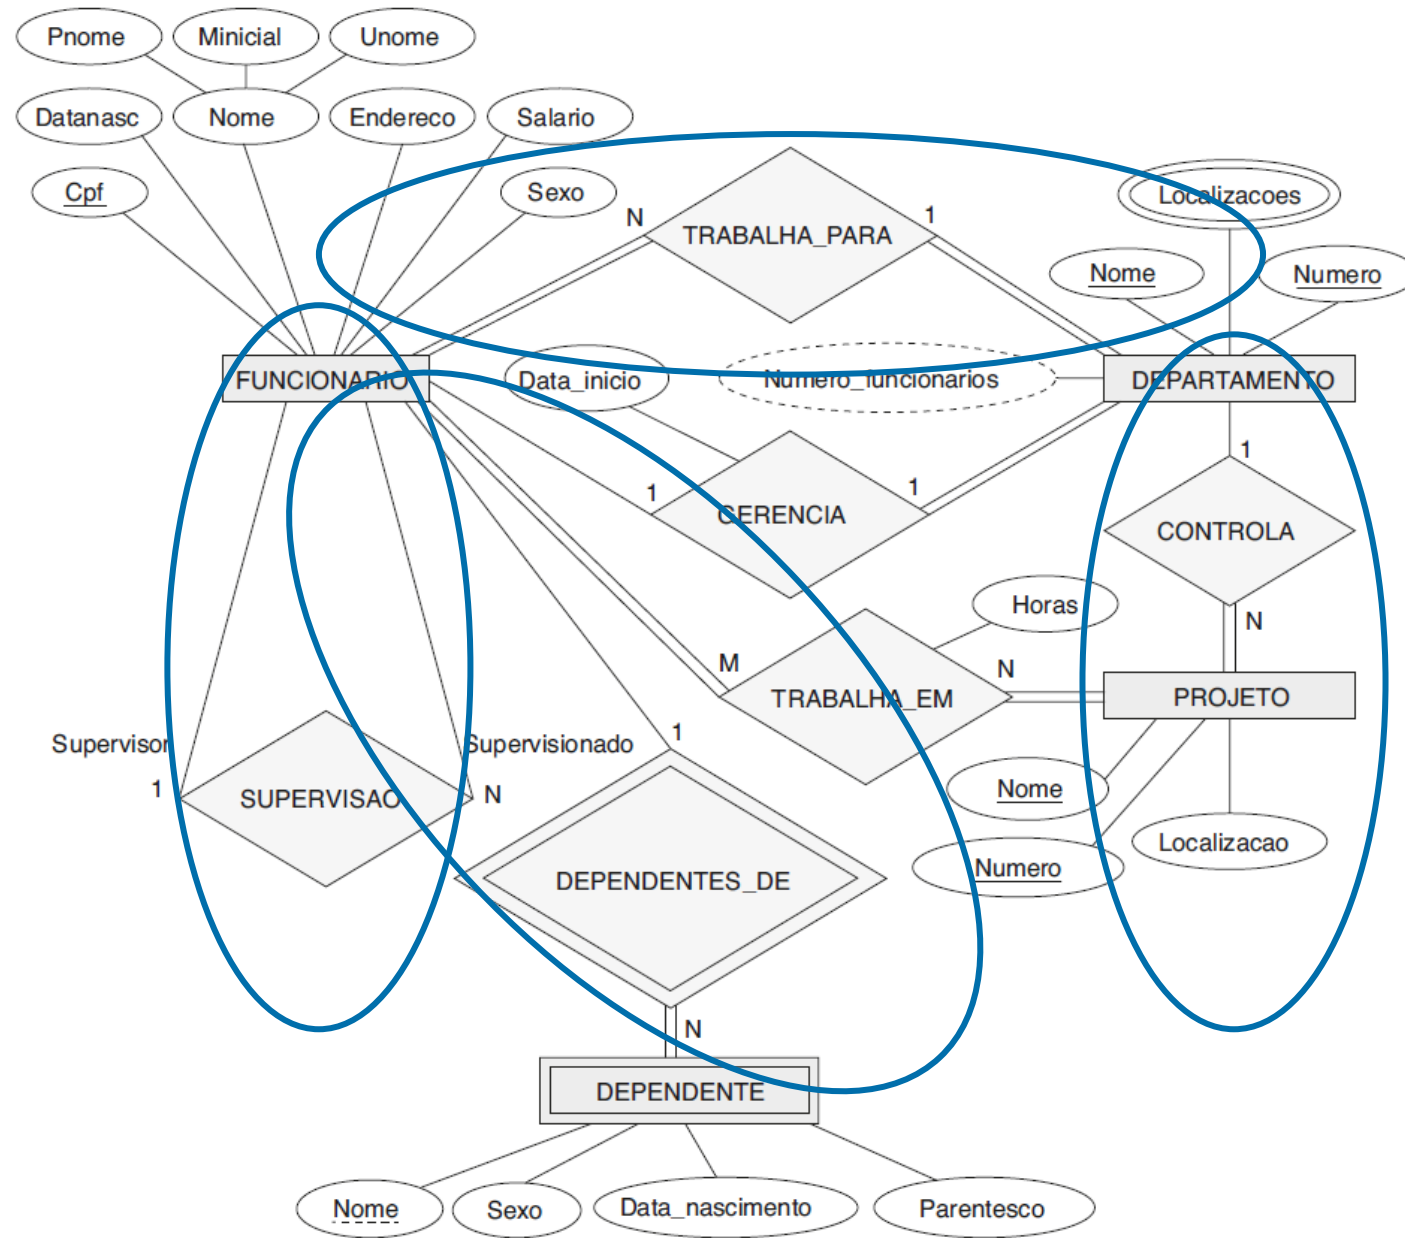 Pnome
Minicial
Unome
Datanasc
Nome
Endereco
Salario
Cpf
Sexo
N
TRABALHA_PARA
1
Localizacoes
Nome
Numero
FUNCIONARIO
Data_inicio
Numero_funcionarios
DEPARTAMENTO
1
GERENCIA
1
1
CONTROLA
N
Horas
M
TRABALHA_EM
N
PROJETO
Supervisor
1
SUPERVISAO
Supervisionado
N
1
Nome
Numero
Localizacao
DEPENDENTES_DE
N
DEPENDENTE
Nome
Sexo
Data_nascimento
Parentesco